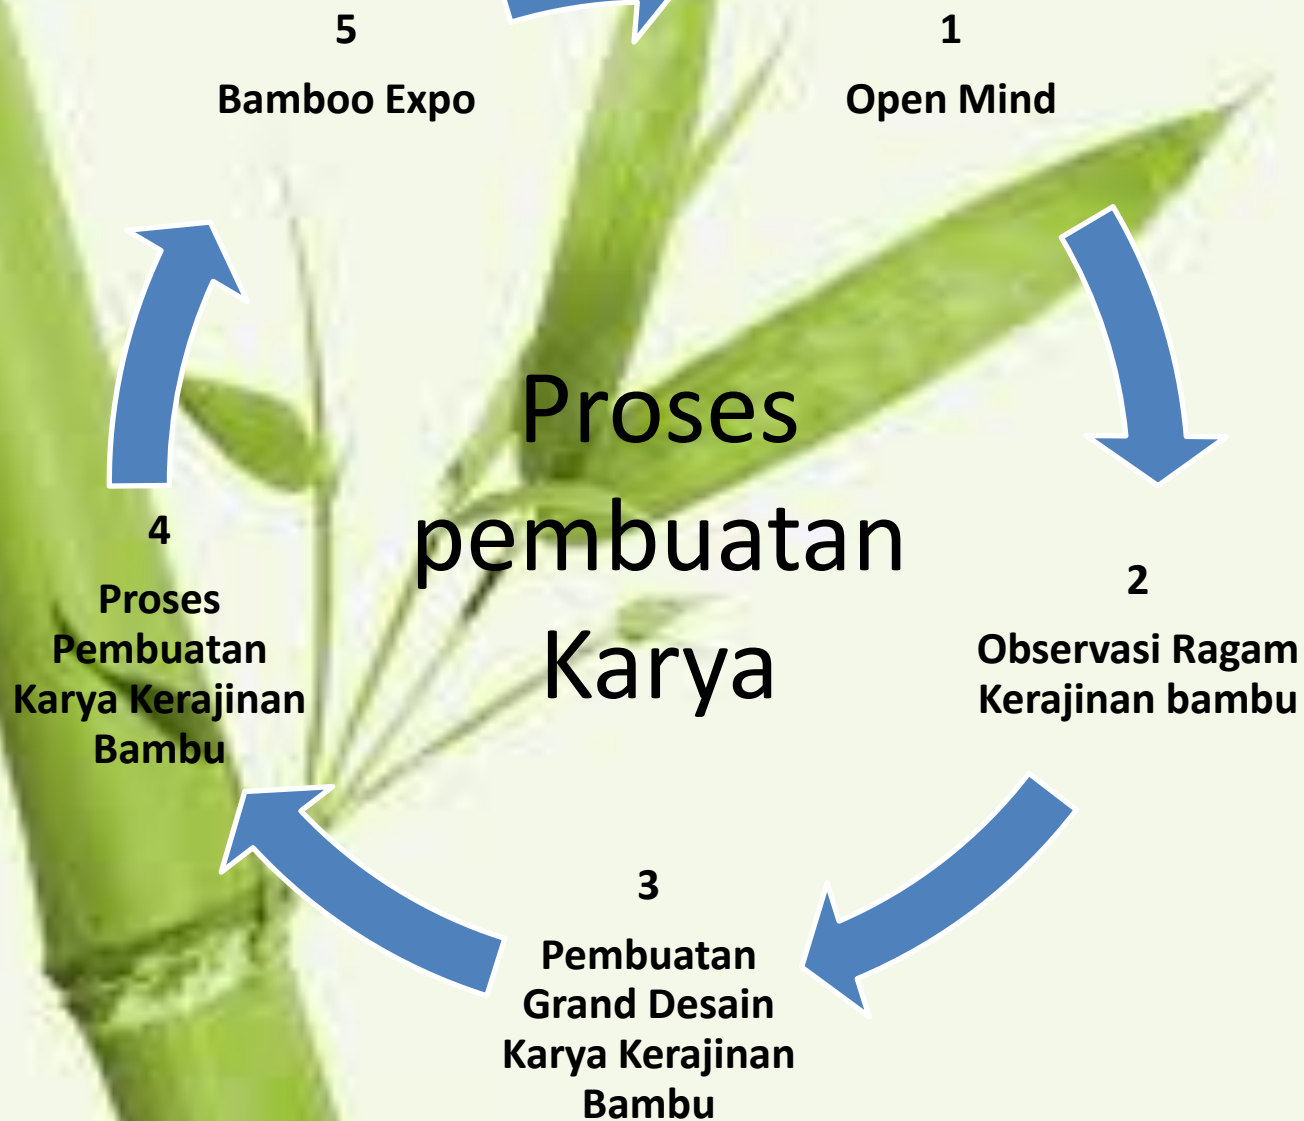 5
Bamboo Expo
1
Open Mind
Proses
pembuatan
Karya
2
Observasi Ragam
Kerajinan bambu
3
Pembuatan
Grand Desain
Karya Kerajinan
Bambu
4
Proses
Pembuatan
Karya Kerajinan
Bambu